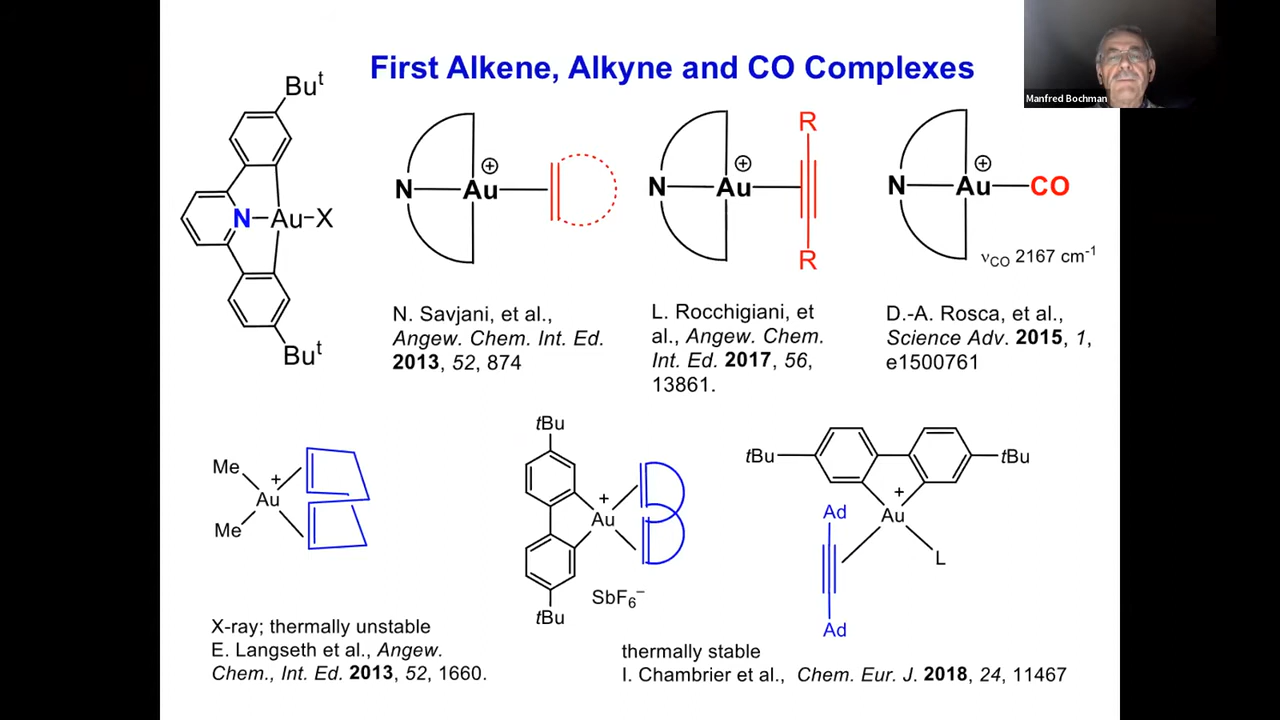 First Alkene, Alkyne and CO Complexes
Manfred Bochman
Buᵗ
N
Au
X
Buᵗ
N
Au
⊕
N
Au
⊕
R
R
N
Au
⊕
CO
νCO 2167 cm⁻¹
N. Savjani, et al.,
Angew. Chem. Int. Ed.
2013, 52, 874
L. Rocchigiani, et
al., Angew. Chem.
Int. Ed. 2017, 56,
13861.
D.-A. Rosca, et al.,
Science Adv. 2015, 1,
e1500761
Me
Me
Au
+
tBu
Au
+
tBu
SbF₆⁻
tBu
tBu
Au
+
Ad
Ad
L
X-ray; thermally unstable
E. Langseth et al., Angew.
Chem., Int. Ed. 2013, 52, 1660.
thermally stable
I. Chambrier et al., Chem. Eur. J. 2018, 24, 11467